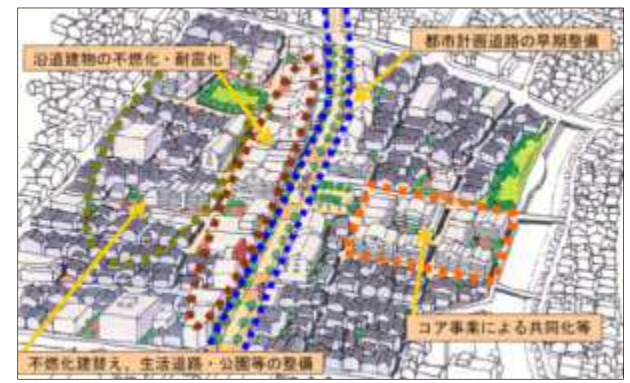 都市計画道路の早期整備
沿道建物の不燃化・耐震化
コア事業による共同化等
不燃化建替え，生活道路・公園等の整備